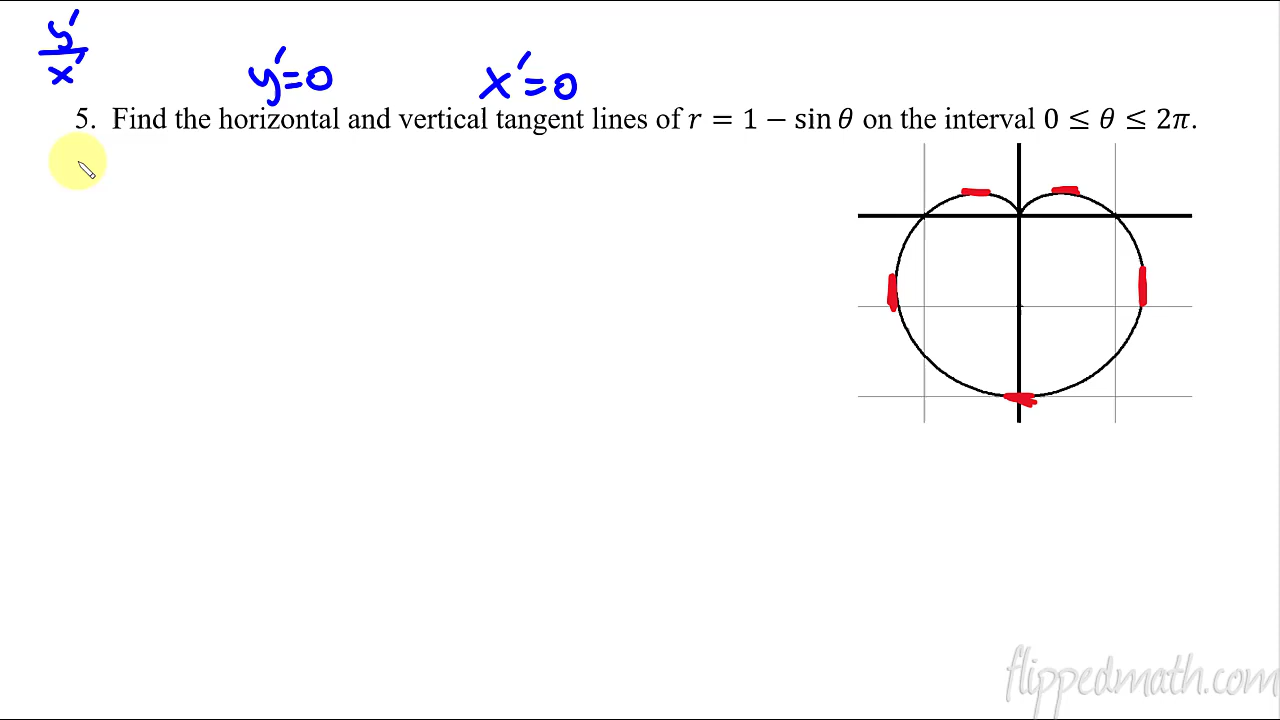 y'/x'
y'=0 x'=0
5. Find the horizontal and vertical tangent lines of r = 1 − sin θ on the interval 0 ≤ θ ≤ 2π.
flippedmath.com